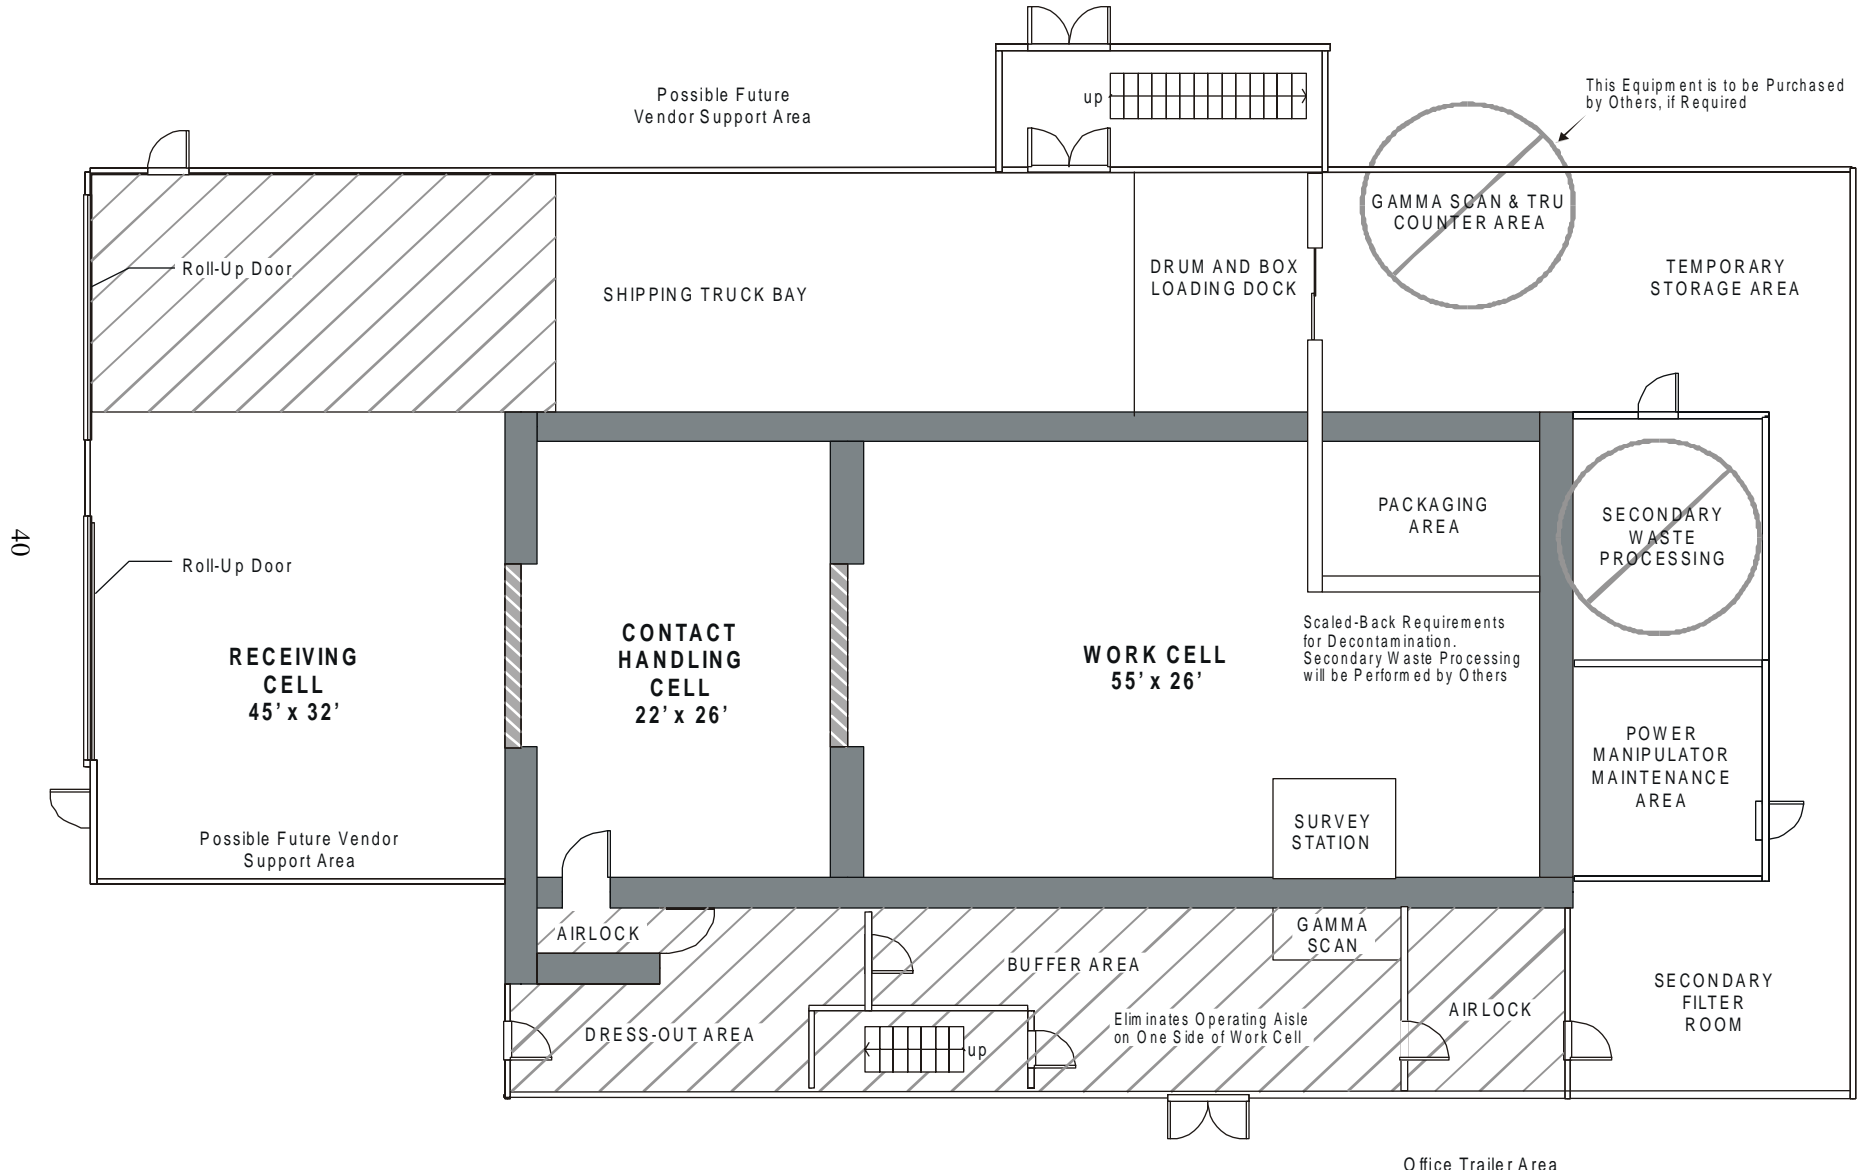 Possible Future
Vendor Support Area
up
This Equipment is to be Purchased
by Others, if Required
GAMMA SCAN & TRU
COUNTER AREA
Roll-Up Door
SHIPPING TRUCK BAY
DRUM AND BOX
LOADING DOCK
TEMPORARY
STORAGE AREA
PACKAGING
AREA
SECONDARY
WASTE
PROCESSING
40
Roll-Up Door
RECEIVING
CELL
45’ x 32’
CONTACT
HANDLING
CELL
22’ x 26’
WORK CELL
55’ x 26’
Scaled-Back Requirements
for Decontamination.
Secondary Waste Processing
will be Performed by Others
POWER
MANIPULATOR
MAINTENANCE
AREA
SURVEY
STATION
Possible Future Vendor
Support Area
AIRLOCK
GAMMA
SCAN
BUFFER AREA
DRESS-OUT AREA
up
Eliminates Operating Aisle
on One Side of Work Cell
AIRLOCK
SECONDARY
FILTER
ROOM
Office Trailer Area